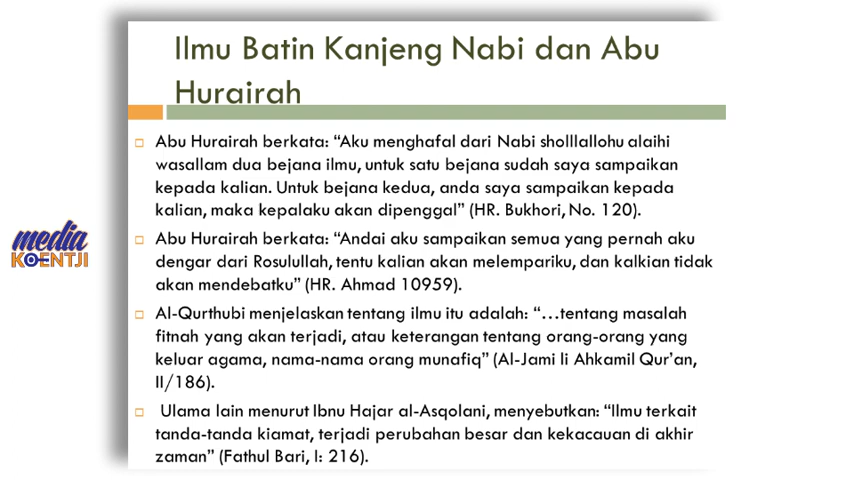 Ilmu Batin Kanjeng Nabi dan Abu
Hurairah
Abu Hurairah berkata: “Aku menghafal dari Nabi sholllallohu alaihi
wasallam dua bejana ilmu, untuk satu bejana sudah saya sampaikan
kepada kalian. Untuk bejana kedua, anda saya sampaikan kepada
kalian, maka kepalaku akan dipenggal” (HR. Bukhori, No. 120).
Abu Hurairah berkata: “Andai aku sampaikan semua yang pernah aku
dengar dari Rosulullah, tentu kalian akan melempariku, dan kalkian tidak
akan mendebatku” (HR. Ahmad 10959).
Al-Qurthubi menjelaskan tentang ilmu itu adalah: “…tentang masalah
fitnah yang akan terjadi, atau keterangan tentang orang-orang yang
keluar agama, nama-nama orang munafiq” (Al-Jami li Ahkamil Qur’an,
II/186).
Ulama lain menurut Ibnu Hajar al-Asqolani, menyebutkan: “Ilmu terkait
tanda-tanda kiamat, terjadi perubahan besar dan kekacauan di akhir
zaman” (Fathul Bari, I: 216).
media
KOENTJI